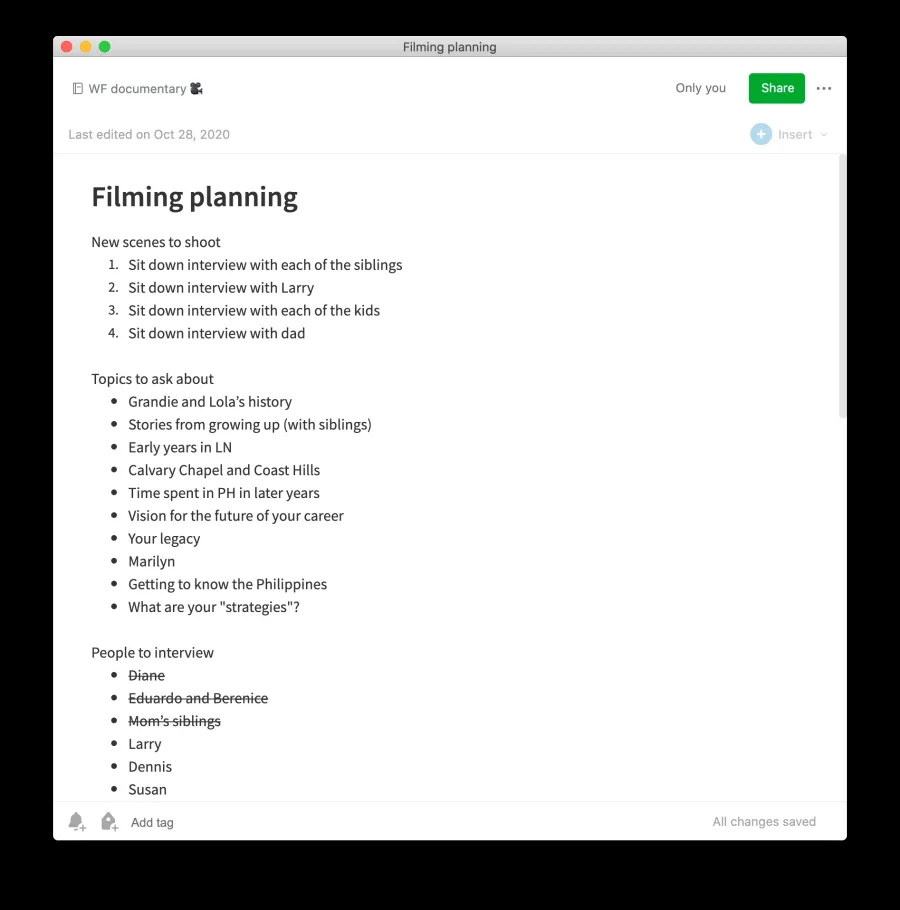 Filming planning
WF documentary 🎥
Only you
Share
Last edited on Oct 28, 2020
Insert
Filming planning
New scenes to shoot
1. Sit down interview with each of the siblings
2. Sit down interview with Larry
3. Sit down interview with each of the kids
4. Sit down interview with dad
Topics to ask about
• Grandie and Lola’s history
• Stories from growing up (with siblings)
• Early years in LN
• Calvary Chapel and Coast Hills
• Time spent in PH in later years
• Vision for the future of your career
• Your legacy
• Marilyn
• Getting to know the Philippines
• What are your "strategies"?
People to interview
• Diane
• Eduardo and Berenice
• Mom’s siblings
• Larry
• Dennis
• Susan
Add tag
All changes saved